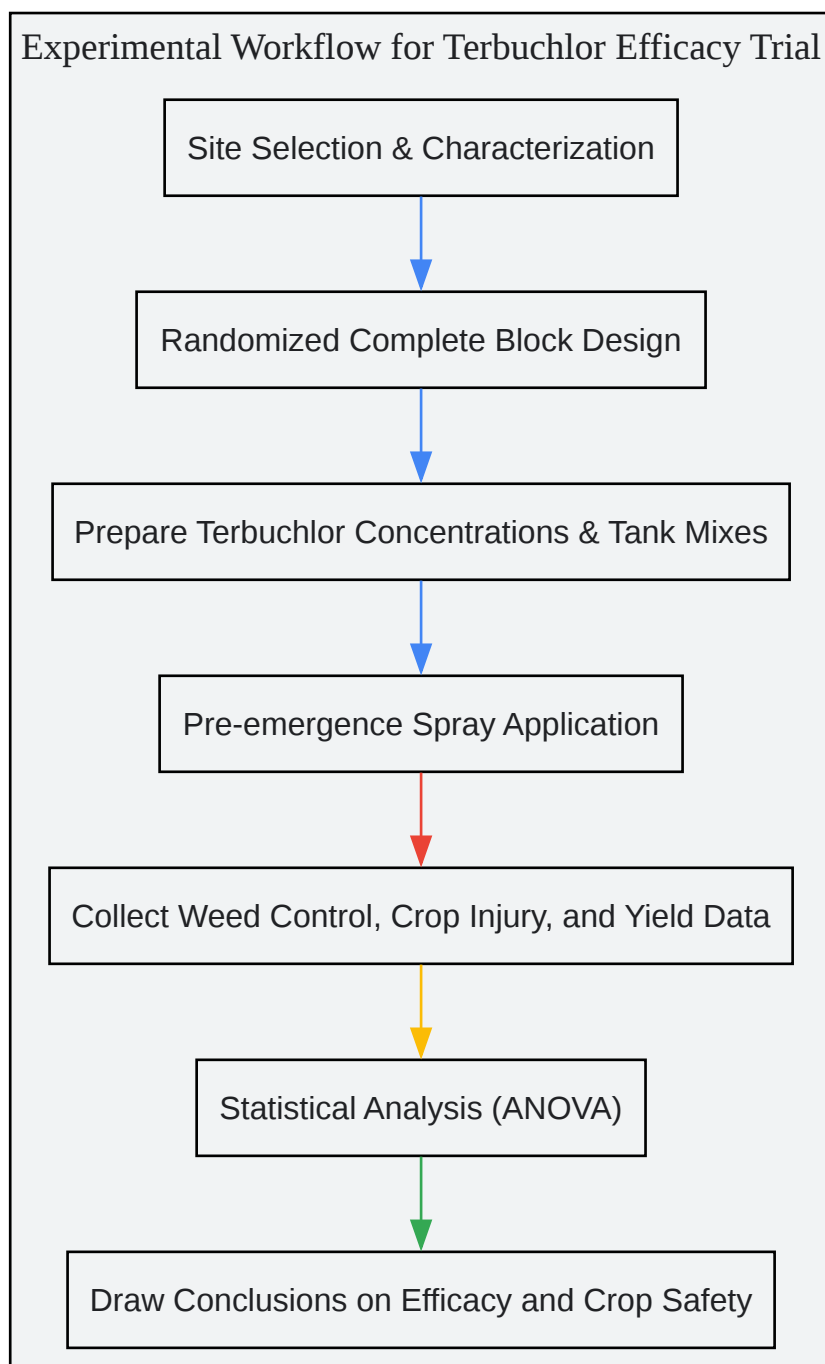 Experimental Workflow for Terbuchlor Efficacy Trial
Site Selection & Characterization
Randomized Complete Block Design
Prepare Terbuchlor Concentrations & Tank Mixes
Pre-emergence Spray Application
Collect Weed Control, Crop Injury, and Yield Data
Statistical Analysis (ANOVA)
Draw Conclusions on Efficacy and Crop Safety